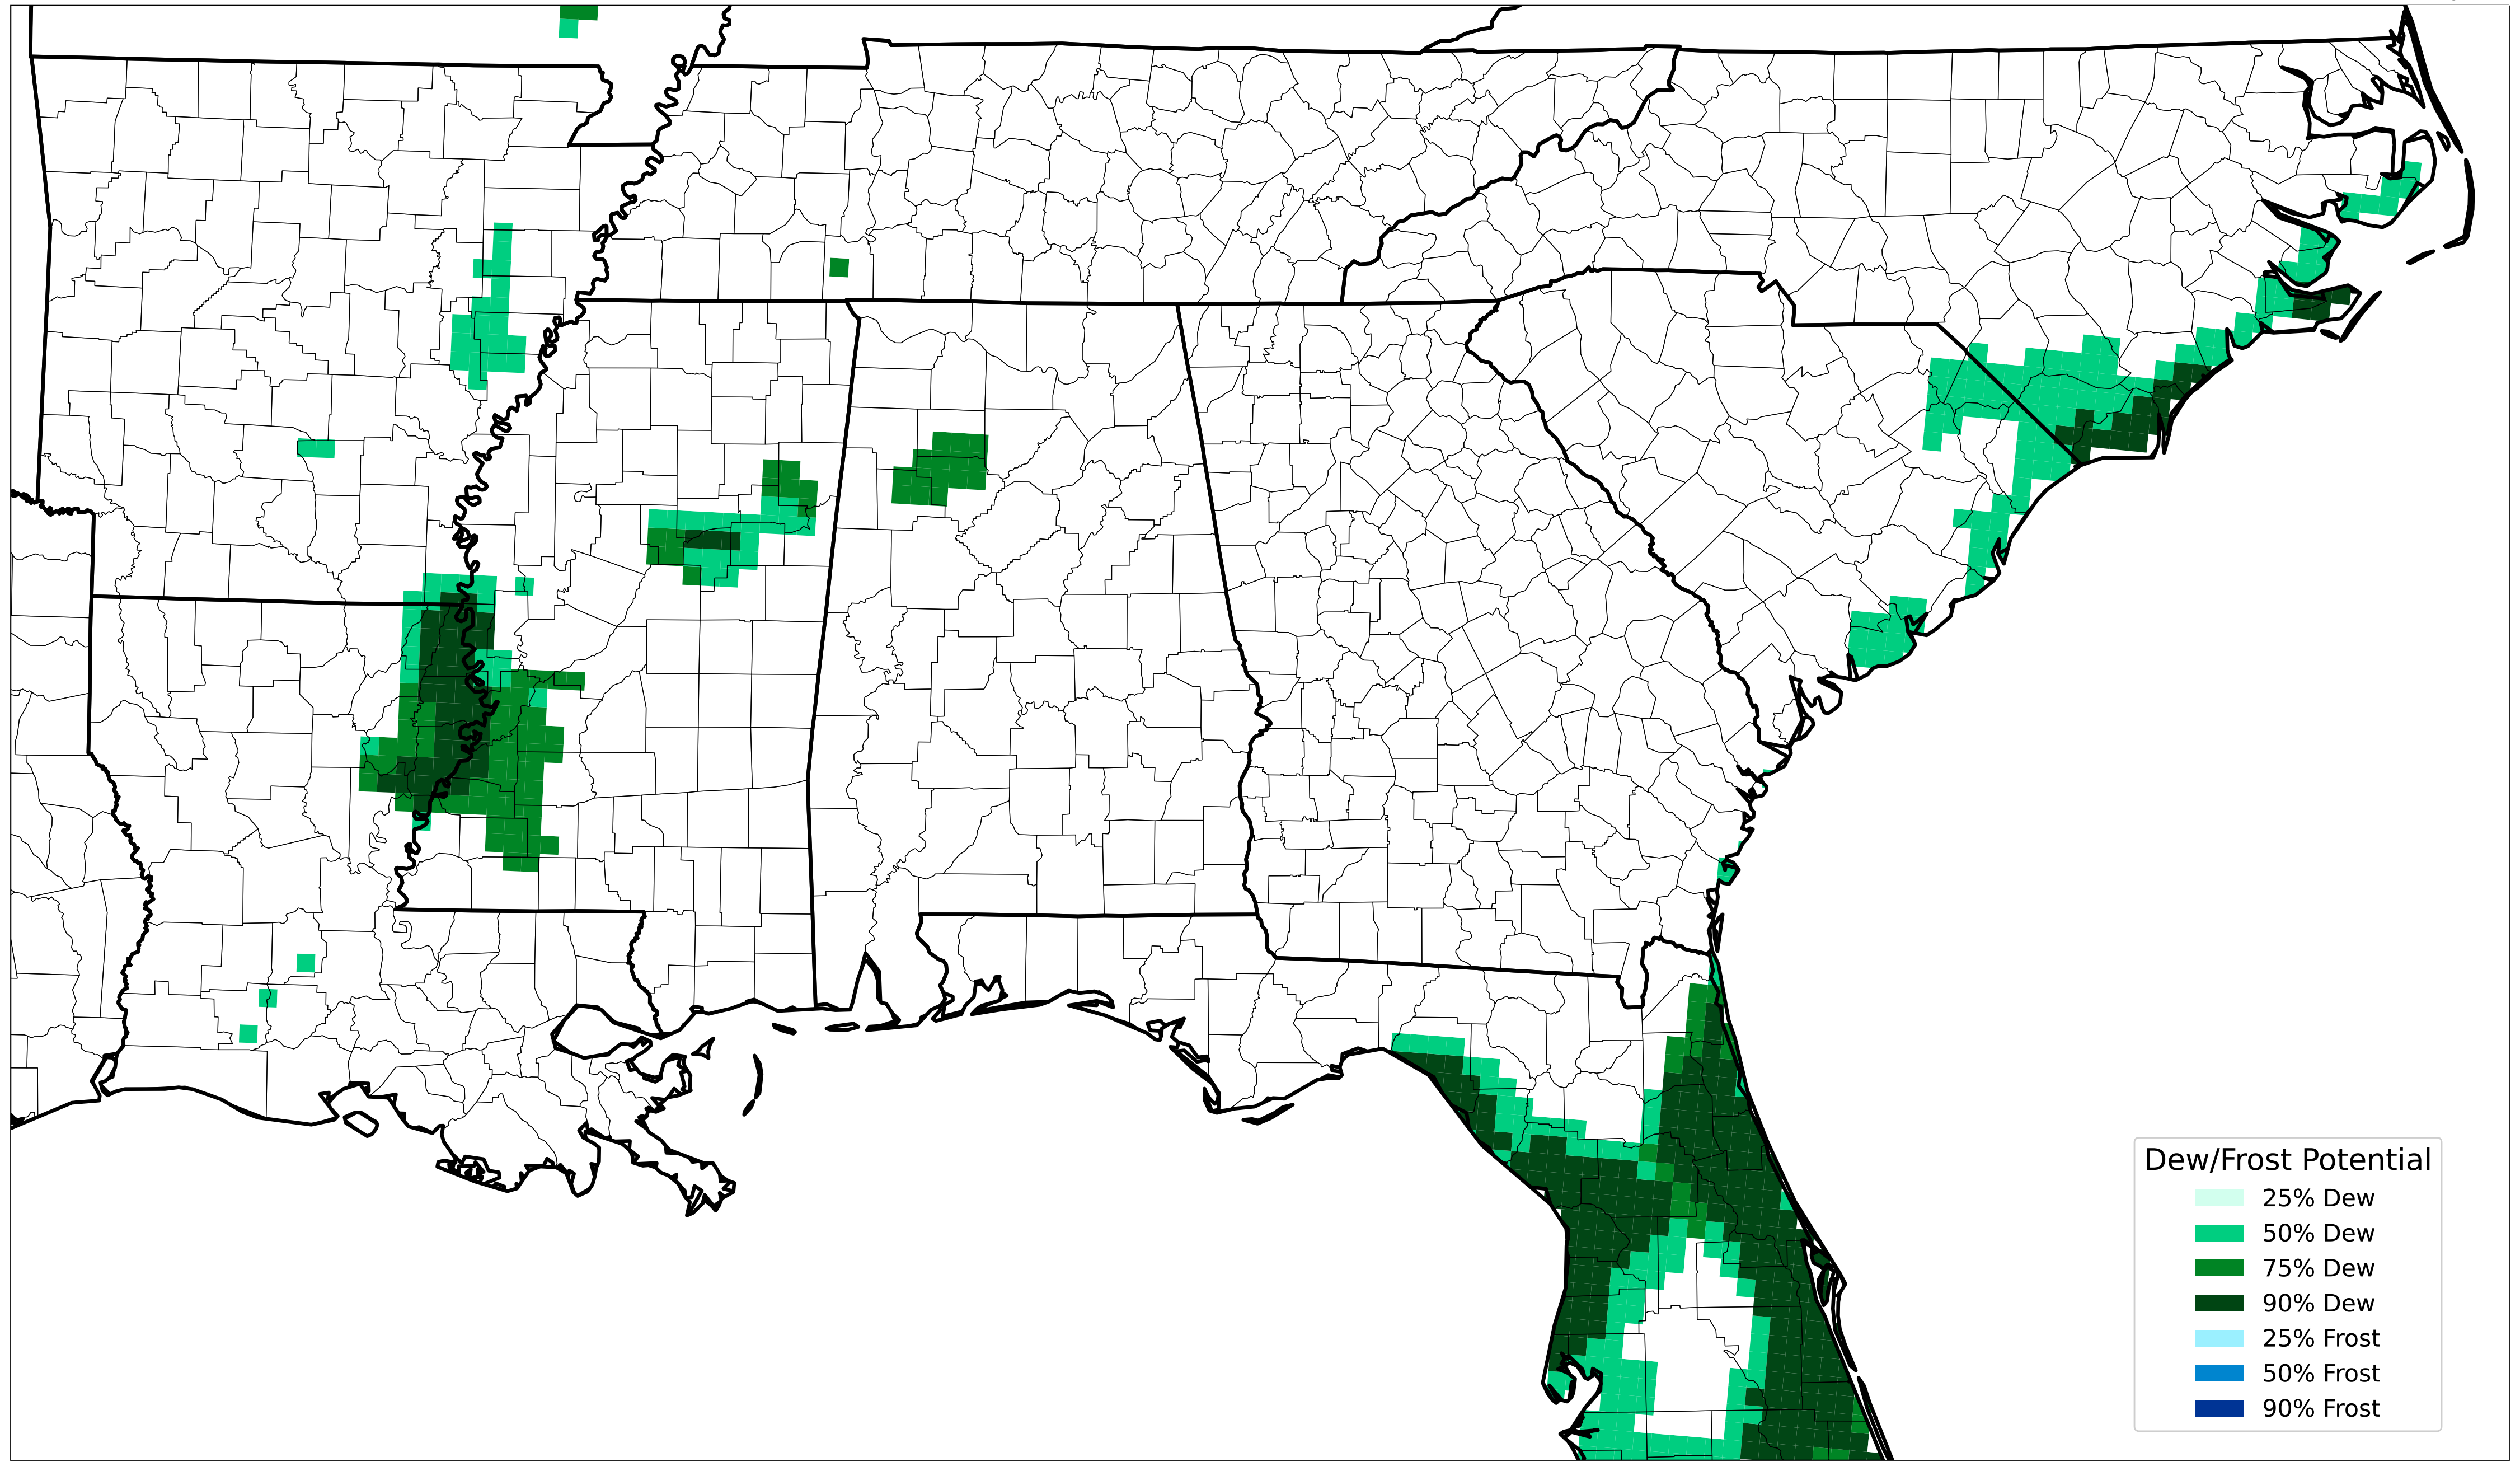 Dew/Frost Potential
25% Dew
50% Dew
75% Dew
90% Dew
25% Frost
50% Frost
90% Frost